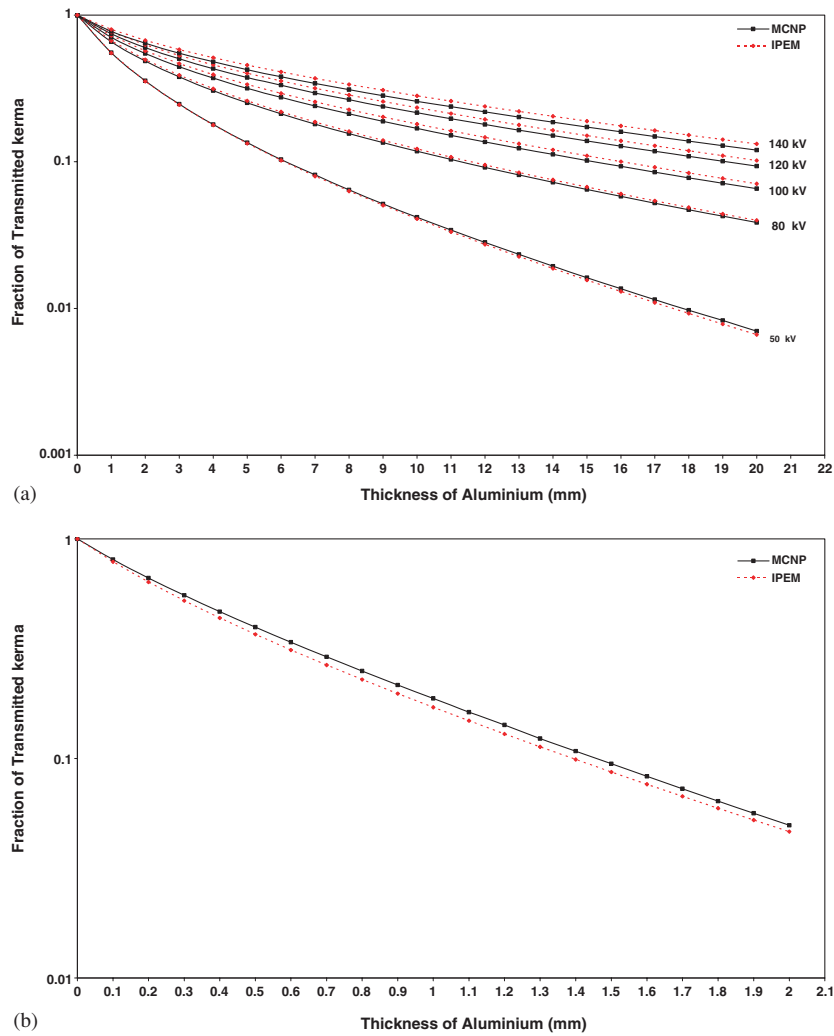 1
MCNP
IPEM
Fraction of Transmitted kerma
140 kV
120 kV
0.1
100 kV
80 kV
0.01
50 kV
0.001
0 1 2 3 4 5 6 7 8 9 10 11 12 13 14 15 16 17 18 19 20 21 22
(a)
Thickness of Aluminium (mm)
1
MCNP
IPEM
Fraction of Transmitted kerma
0.1
0.01
0 0.1 0.2 0.3 0.4 0.5 0.6 0.7 0.8 0.9 1 1.1 1.2 1.3 1.4 1.5 1.6 1.7 1.8 1.9 2 2.1
(b)
Thickness of Aluminium (mm)